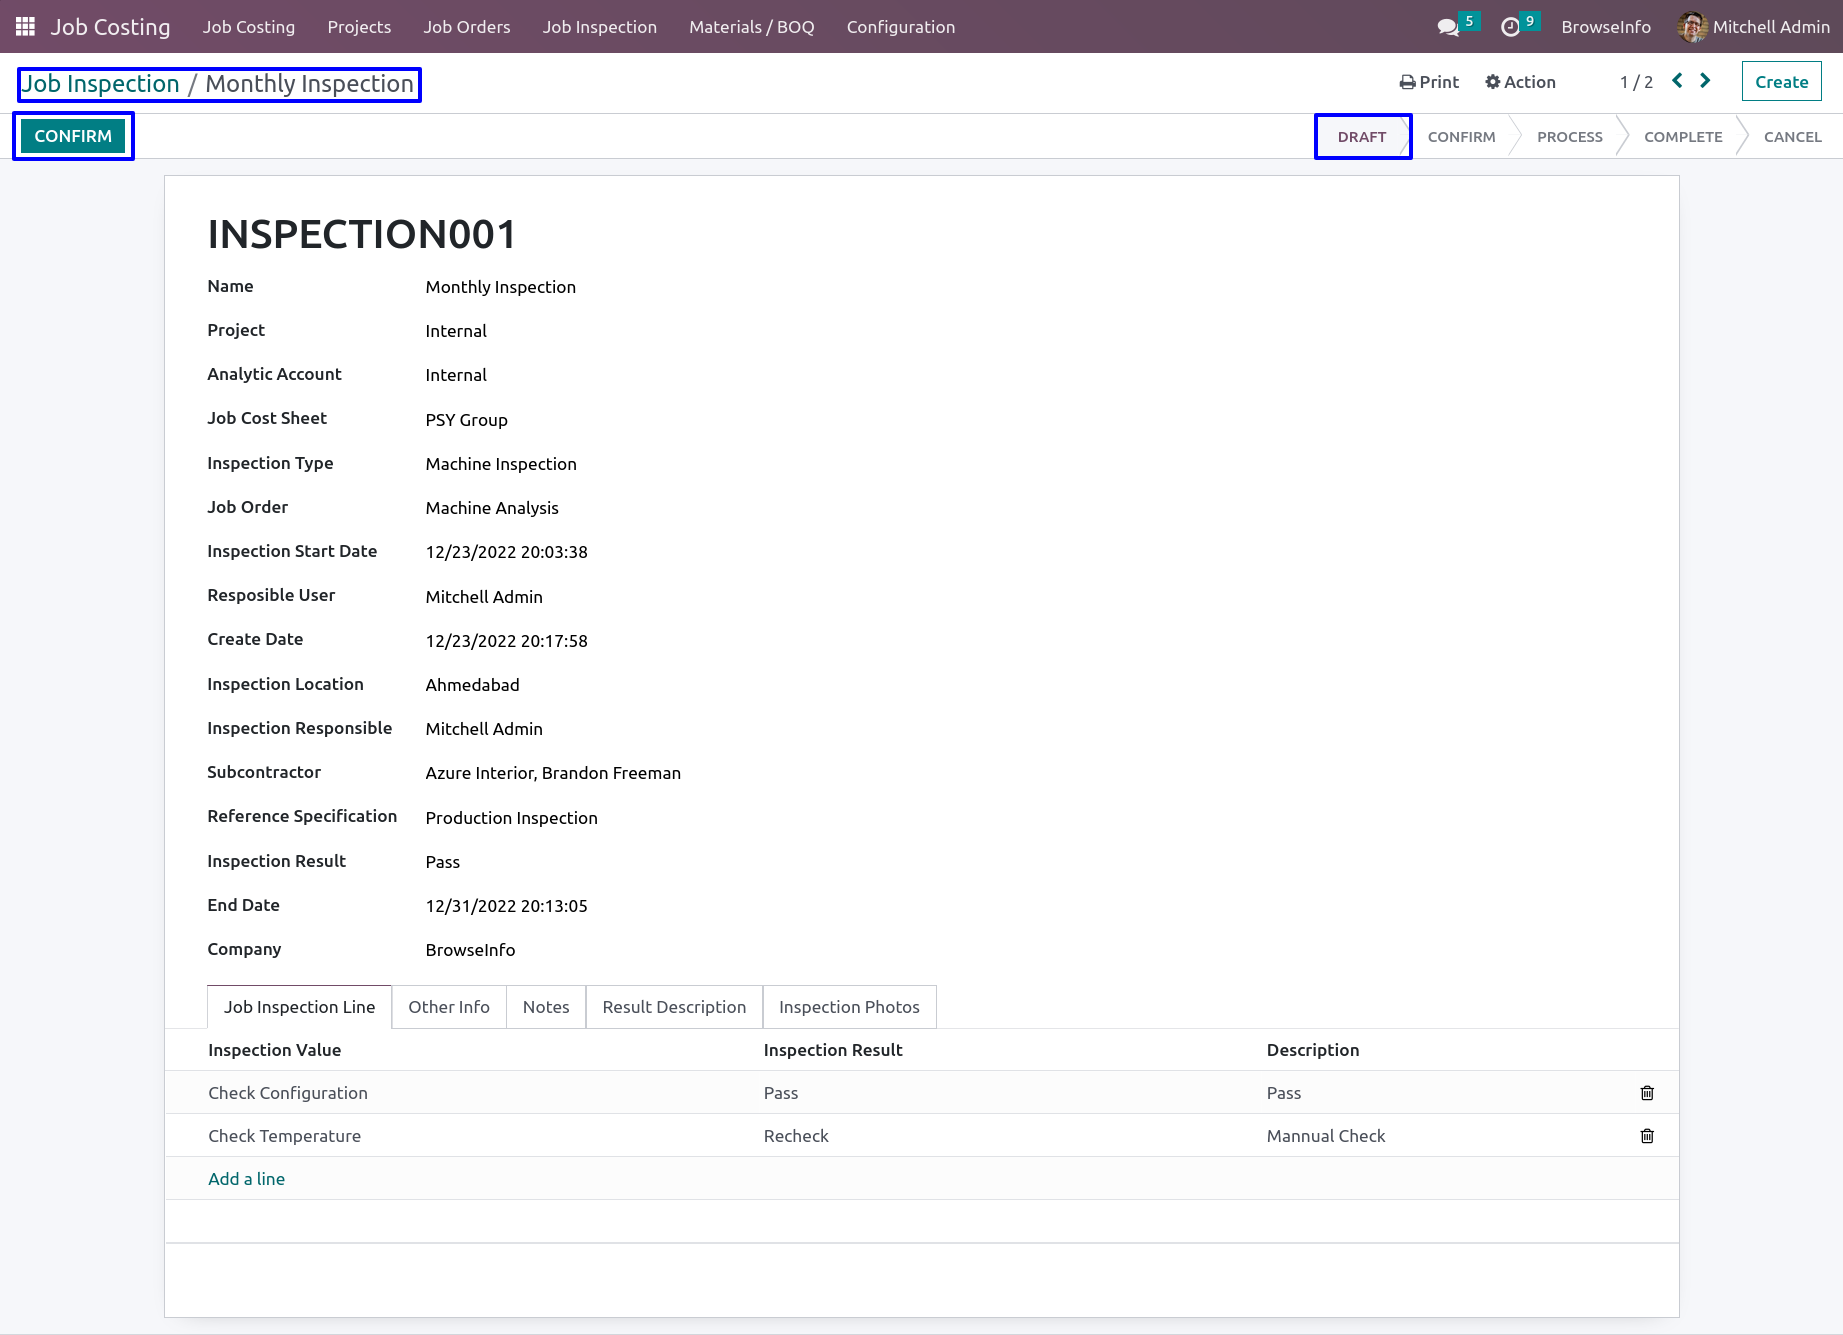 Job Costing Job Costing Projects Job Orders Job Inspection Materials / BOQ Configuration 5 9 BrowseInfo Mitchell Admin
Job Inspection / Monthly Inspection Print Action 1 / 2 Create
CONFIRM DRAFT CONFIRM PROCESS COMPLETE CANCEL
INSPECTION001
Name Monthly Inspection
Project Internal
Analytic Account Internal
Job Cost Sheet PSY Group
Inspection Type Machine Inspection
Job Order Machine Analysis
Inspection Start Date 12/23/2022 20:03:38
Resposible User Mitchell Admin
Create Date 12/23/2022 20:17:58
Inspection Location Ahmedabad
Inspection Responsible Mitchell Admin
Subcontractor Azure Interior, Brandon Freeman
Reference Specification Production Inspection
Inspection Result Pass
End Date 12/31/2022 20:13:05
Company BrowseInfo
Job Inspection Line Other Info Notes Result Description Inspection Photos
Inspection Value Inspection Result Description
Check Configuration Pass Pass
Check Temperature Recheck Mannual Check
Add a line